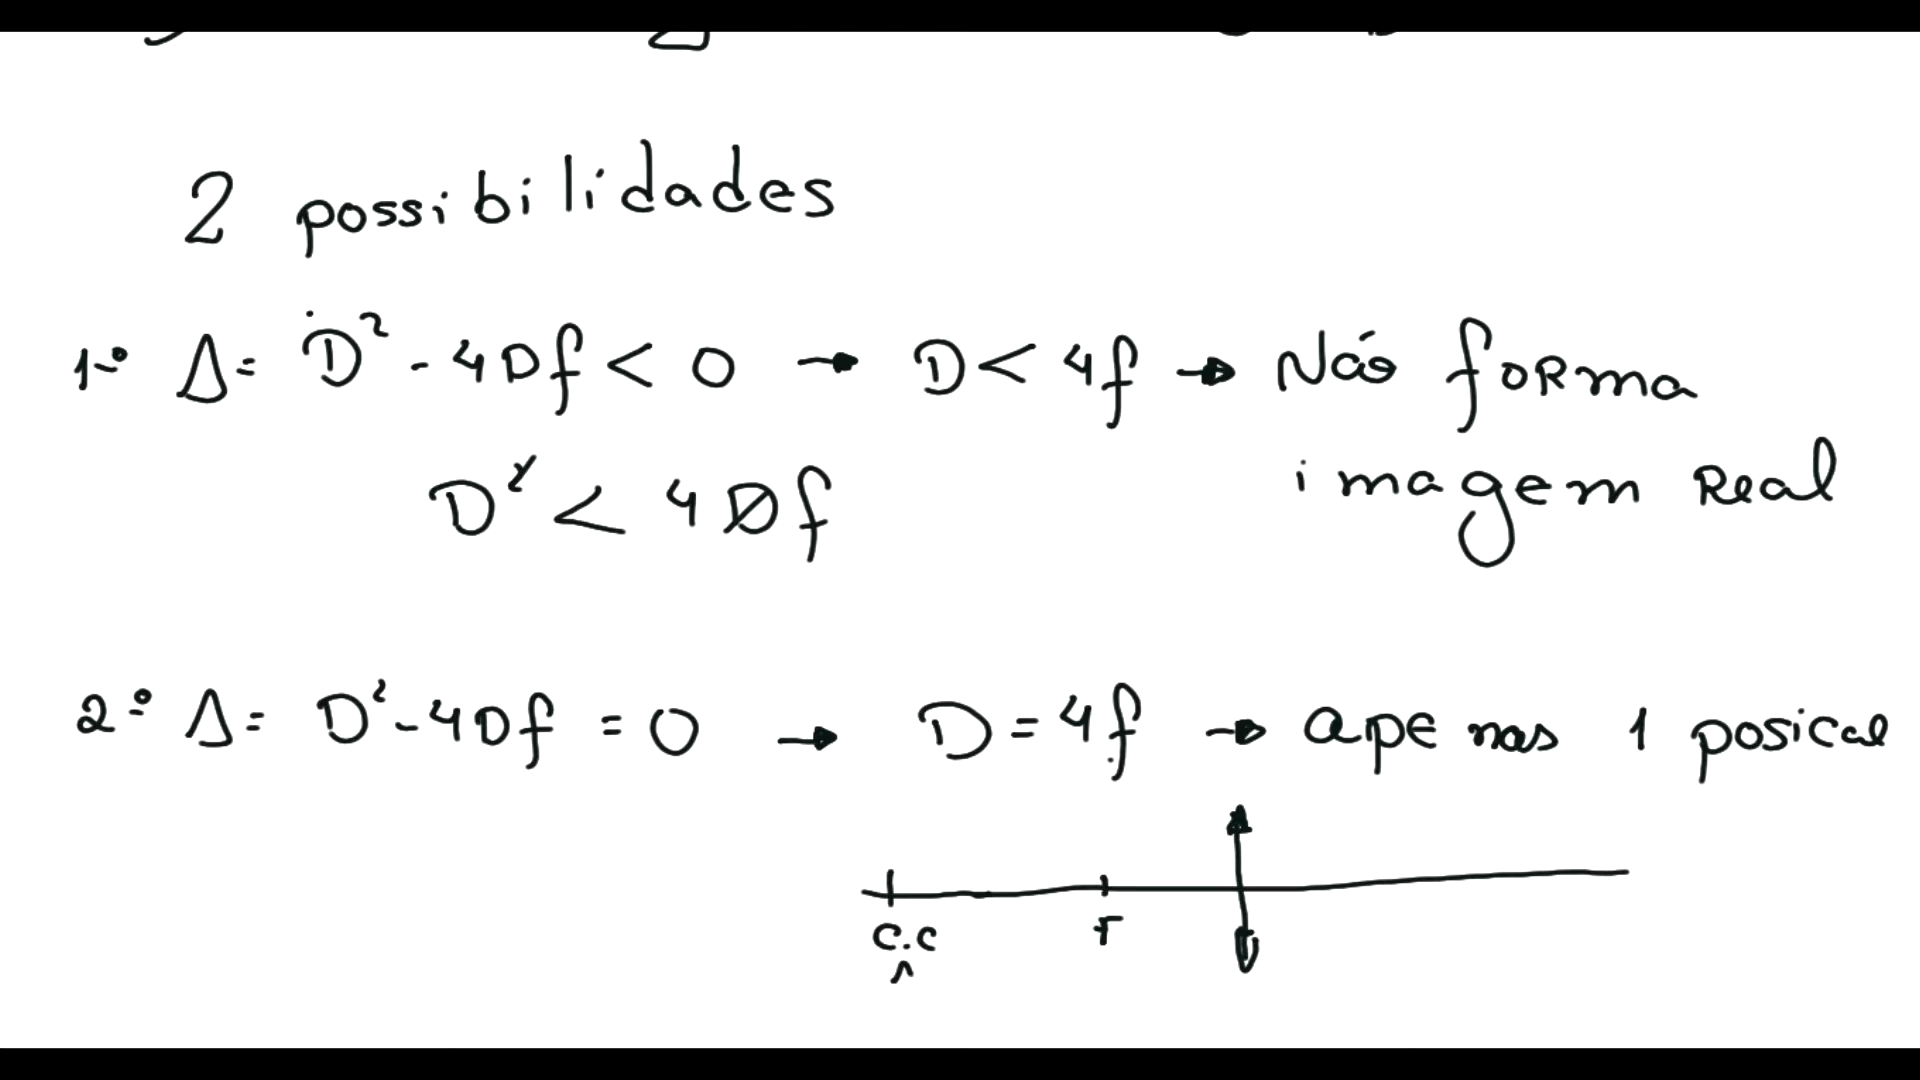 2 possibilidades
1º Δ= D² - 4Df < 0 → D < 4f → Não forma
D² < 4Df imagem Real
2º Δ= D² - 4Df = 0 → D = 4f → apenas 1 posical
C.C F